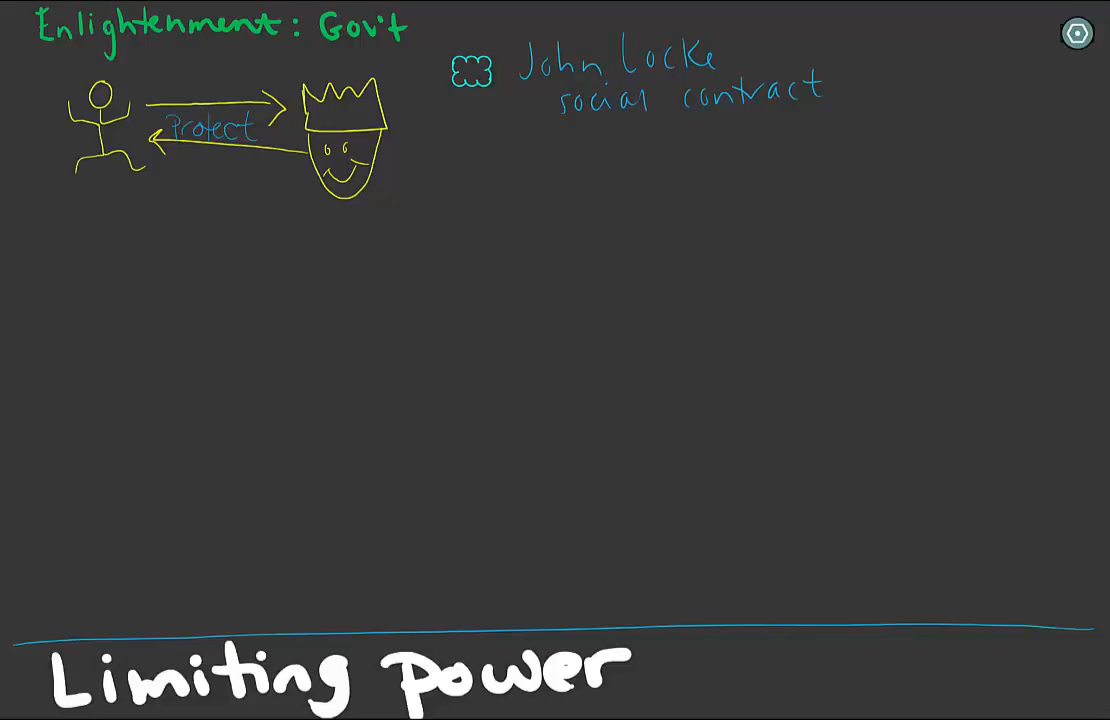 Enlightenment: Gov't
John Locke
social contract
Protect
Limiting power